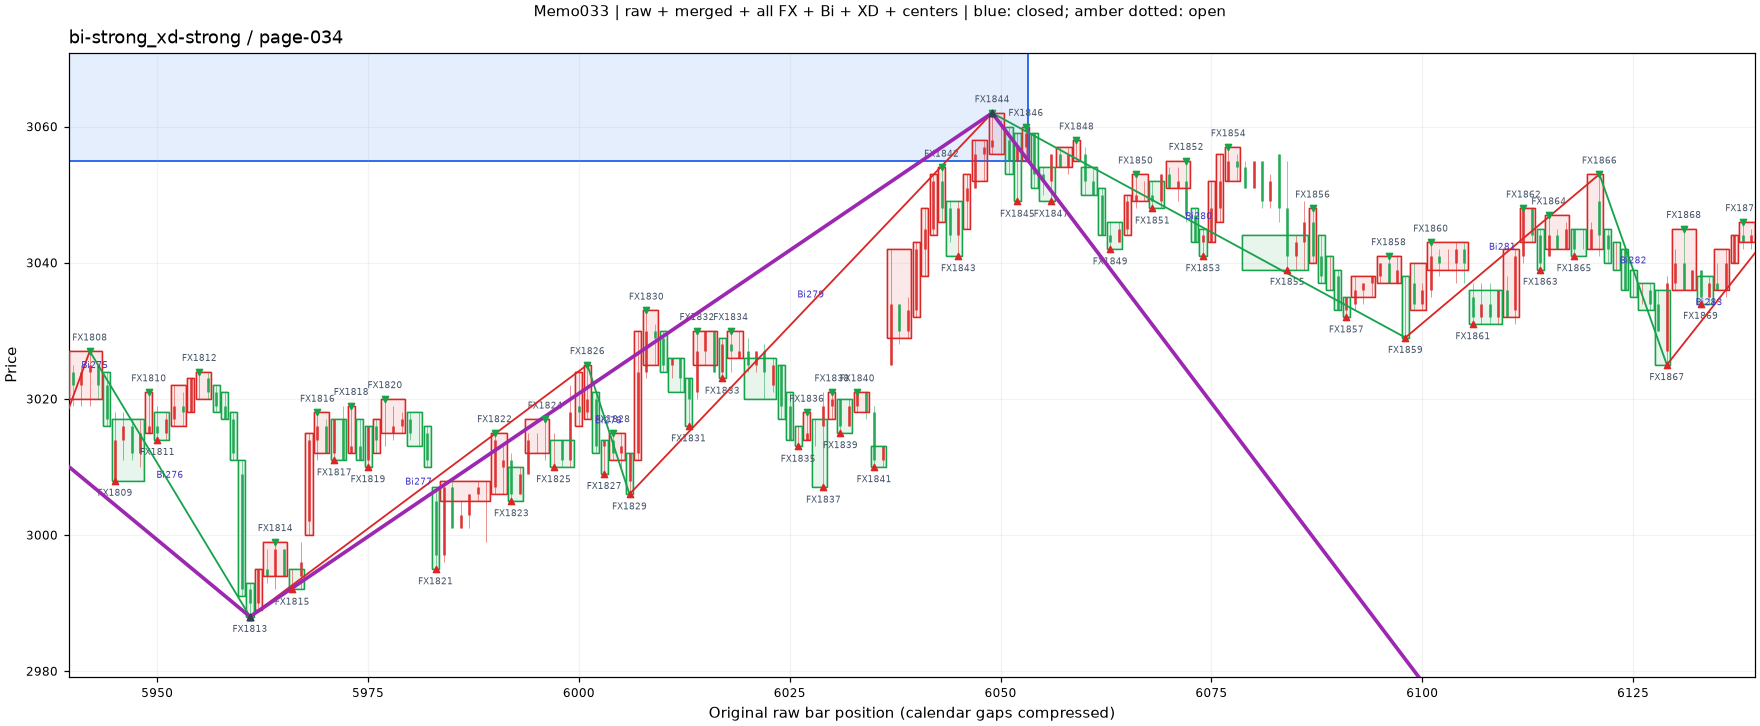 Memo033 | raw + merged + all FX + Bi + XD + centers | blue: closed; amber dotted: open
bi-strong_xd-strong / page-034
Price
3060
3040
3020
3000
2980
FX1844
FX1846
FX1848
FX1854
FX1842
FX1852
FX1850
FX1866
FX1856
FX1862
FX1864
FX1845
FX1847
FX1851
Bi280
FX1868
FX187
FX1860
FX1858
Bi281
FX1849
FX1843
FX1853
FX1855
FX1863
FX1865
Bi282
Bi279
FX1830
Bi283
FX1869
FX1832
FX1834
FX1857
FX1861
FX1808
FX1826
FX1859
Bi275
FX1812
FX1810
FX1833
FX1867
FX1840
FX1816
FX1818
FX1820
FX1836
FX1824
FX1822
FX1828
FX1831
FX1811
FX1839
FX1835
Bi276
FX1817
FX1819
Bi277
FX1825
FX1827
FX1841
FX1809
FX1829
FX1837
FX1823
FX1814
FX1821
FX1815
FX1813
5950
5975
6000
6025
6050
6075
6100
6125
Original raw bar position (calendar gaps compressed)